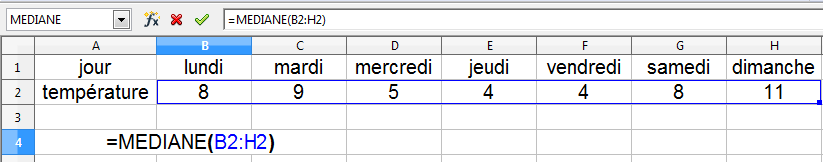 MEDIANE =MEDIANE(B2:H2)
A B C D E F G H
1 jour lundi mardi mercredi jeudi vendredi samedi dimanche
2 température 8 9 5 4 4 8 11
3
4 =MEDIANE(B2:H2)